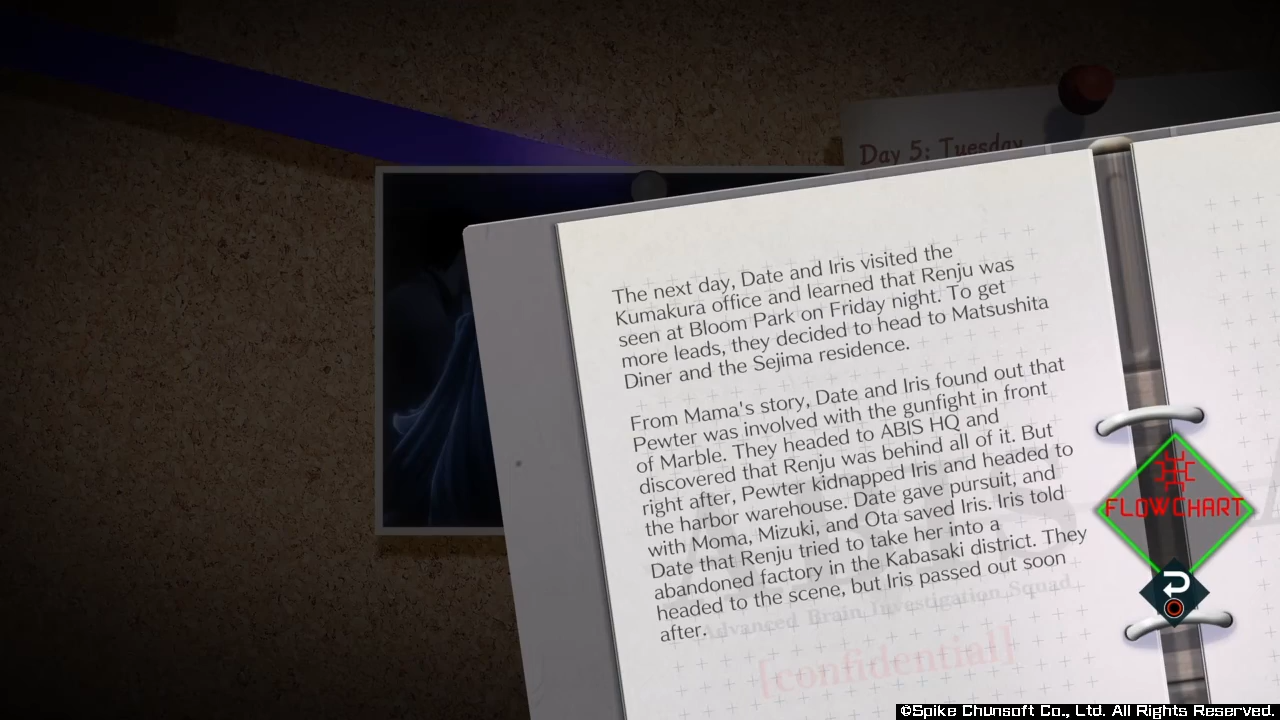 Day 5: Tuesday
The next day, Date and Iris visited the
Kumakura office and learned that Renju was
seen at Bloom Park on Friday night. To get
more leads, they decided to head to Matsushita
Diner and the Sejima residence.
From Mama's story, Date and Iris found out that
Pewter was involved with the gunfight in front
of Marble. They headed to ABIS HQ and
discovered that Renju was behind all of it. But
right after, Pewter kidnapped Iris and headed to
the harbor warehouse. Date gave pursuit, and
with Moma, Mizuki, and Ota saved Iris. Iris told
Date that Renju tried to take her into a
abandoned factory in the Kabasaki district. They
headed to the scene, but Iris passed out soon
after.
ABIS
Advanced Brain Investigation Squad
[confidential]
FLOWCHART
©Spike Chunsoft Co., Ltd. All Rights Reserved.